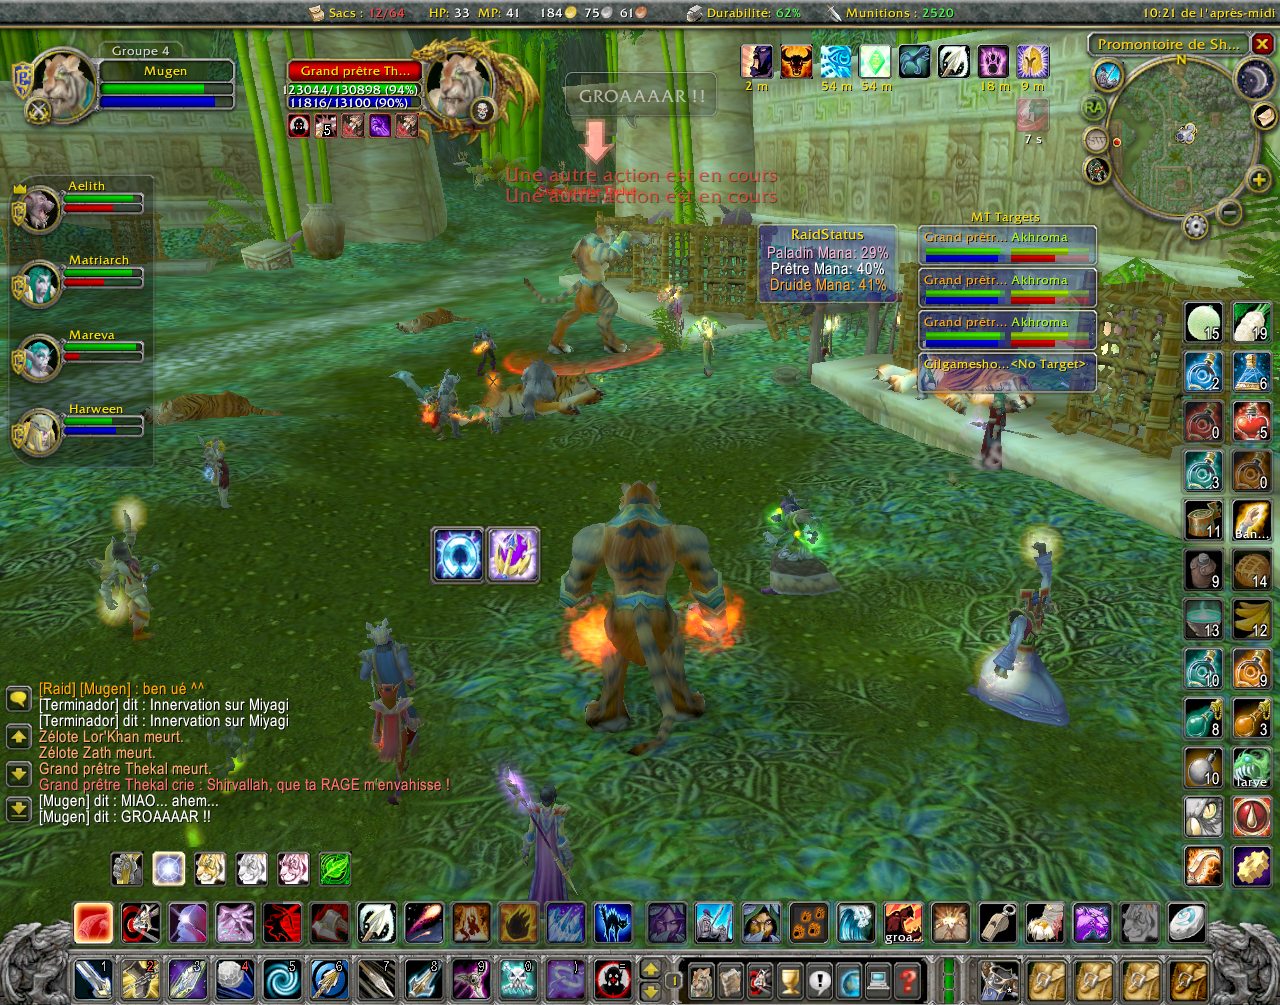 Sacs : 12/64 HP: 33 MP: 41 184 75 61 Durabilité: 62% Munitions : 2520 10:21 de l'après-midi
Groupe 4
Mugen
Grand prêtre Th...
123044/130898 (94%)
11816/13100 (90%)
5
GROAAAAR !!
2 m 54 m 54 m 18 m 9 m
7 s
Promontoire de Sh...
N
RA
Une autre action est en cours
Une autre action est en cours
Aelith
Matriarch
Mareva
Harween
RaidStatus
Paladin Mana: 29%
Prêtre Mana: 40%
Druide Mana: 41%
MT Targets
Grand prêtr... Akhroma
Grand prêtr... Akhroma
Grand prêtr... Akhroma
Gilgamesho...<No Target>
15 19
2 6
0 5
3 0
11 Ban...
9 14
13 12
10 9
8 3
10 Tarve
[Raid] [Mugen] : ben ué ^^
[Terminador] dit : Innervation sur Miyagi
[Terminador] dit : Innervation sur Miyagi
Zélote Lor'Khan meurt.
Zélote Zath meurt.
Grand prêtre Thekal meurt.
Grand prêtre Thekal crie : Shirvallah, que ta RAGE m'envahisse !
[Mugen] dit : MIAO... ahem...
[Mugen] dit : GROAAAAR !!
groa...
1 2 3 4 5 6 7 8 9 0 ) =
1